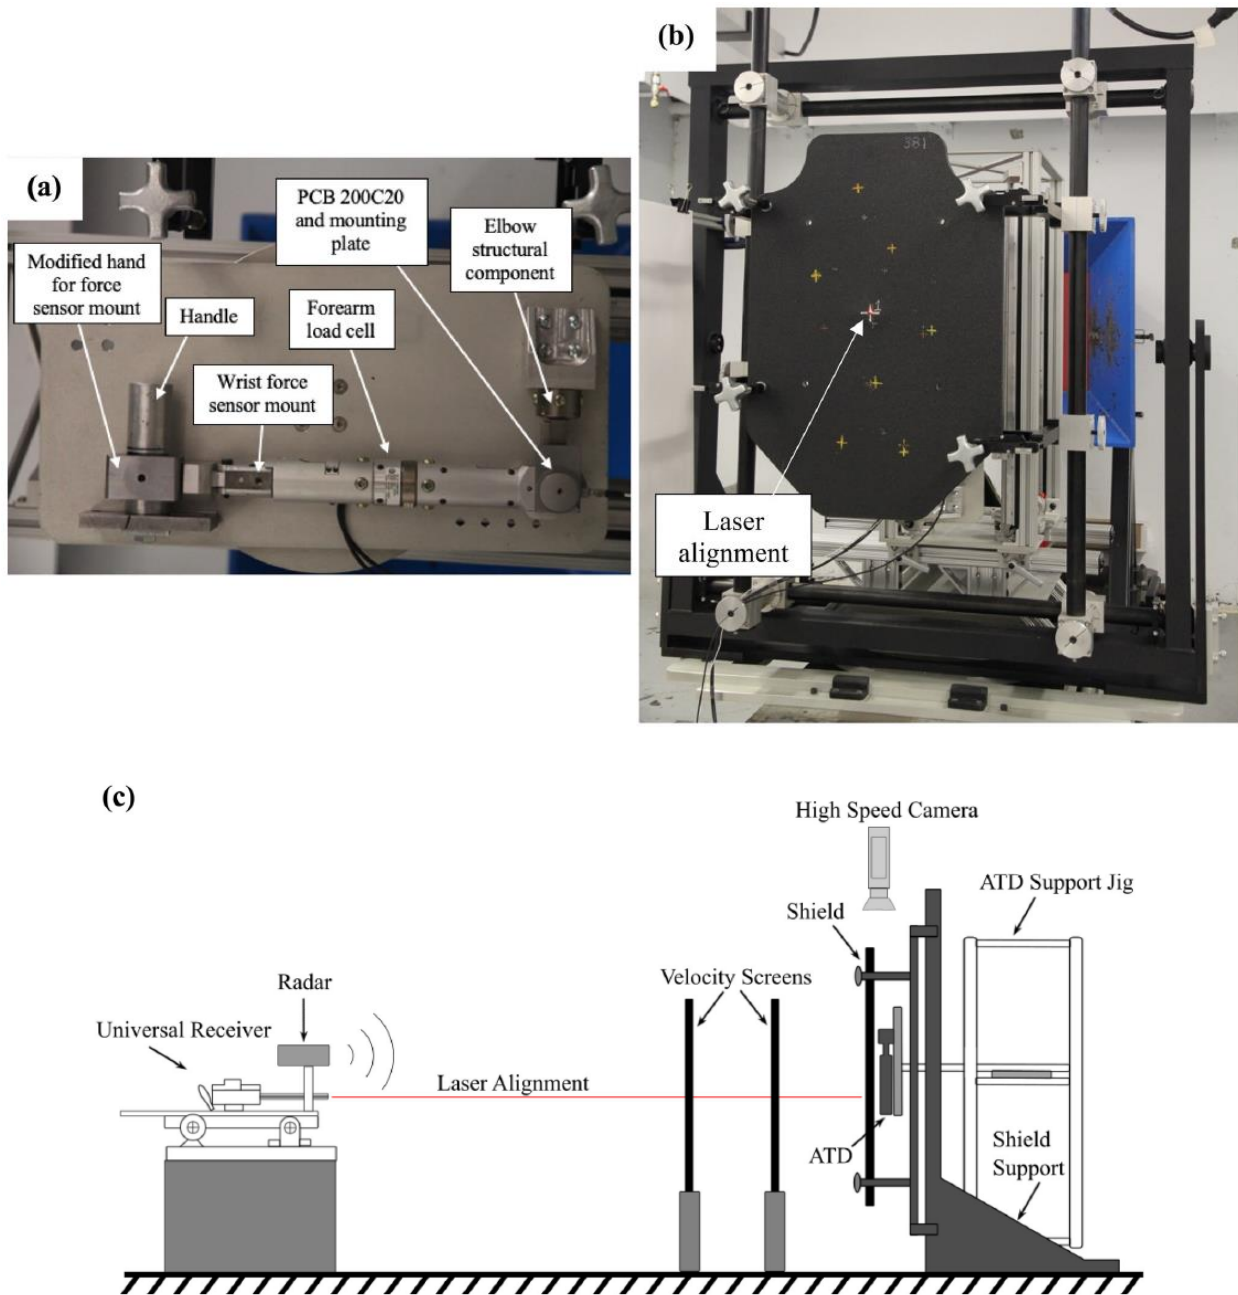 (a)
Modified hand
for force
sensor mount
Handle
Wrist force
sensor mount
PCB 200C20
and mounting
plate
Forearm
load cell
Elbow
structural
component
(b)
381
Laser
alignment
(c)
High Speed Camera
ATD Support Jig
Shield
Velocity Screens
Radar
Universal Receiver
Laser Alignment
ATD
Shield
Support